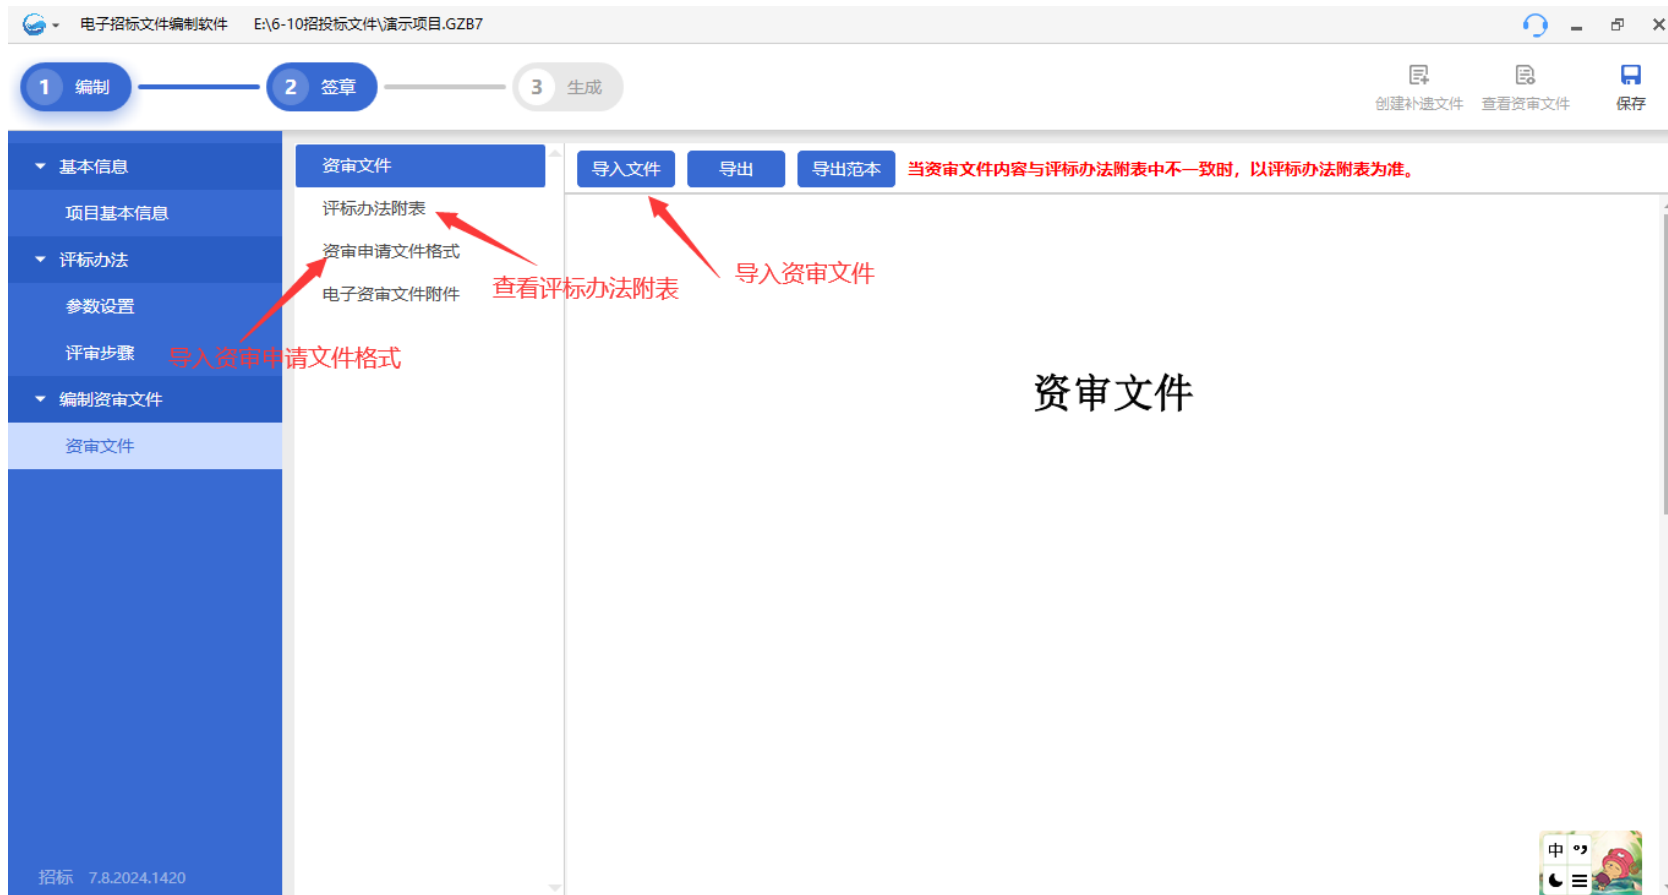 电子招标文件编制软件 E:\6-10招投标文件\演示项目.GZB7
1 编制 2 签章 3 生成
创建补遗文件 查看资审文件 保存
基本信息
项目基本信息
评标办法
参数设置
评审步骤
编制资审文件
资审文件
招标 7.8.2024.1420
资审文件
评标办法附表
资审申请文件格式
电子资审文件附件
导入文件 导出 导出范本 当资审文件内容与评标办法附表中不一致时，以评标办法附表为准。
导入资审文件
查看评标办法附表
导入资审申请文件格式
资审文件
中